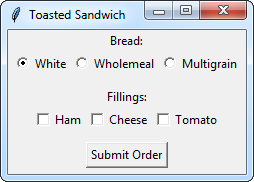 Toasted Sandwich
Bread:
White Wholemeal Multigrain
Fillings:
Ham Cheese Tomato
Submit Order